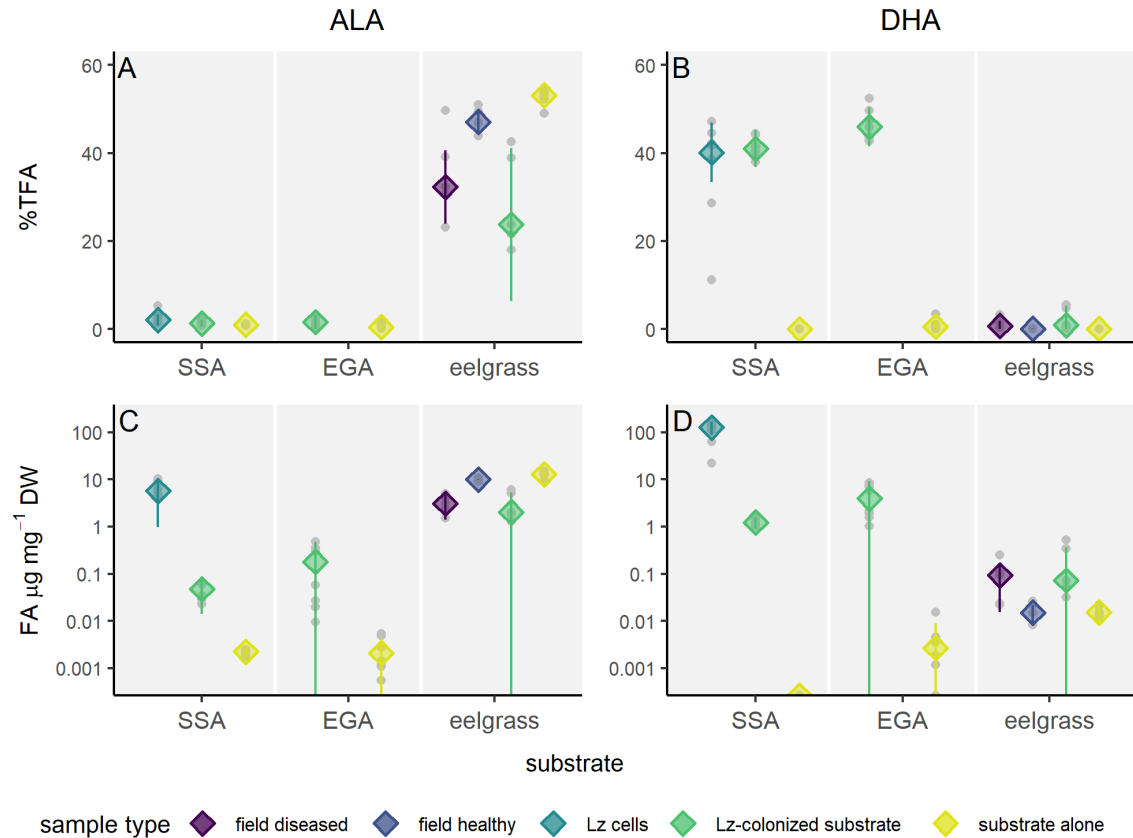 ALA
DHA
A
B
60
40
20
0
60
40
20
0
%TFA
SSA EGA eelgrass
SSA EGA eelgrass
C
D
100
10
1
0.1
0.01
0.001
100
10
1
0.1
0.01
0.001
FA μg mg⁻¹ DW
SSA EGA eelgrass
SSA EGA eelgrass
substrate
sample type field diseased field healthy Lz cells Lz-colonized substrate substrate alone